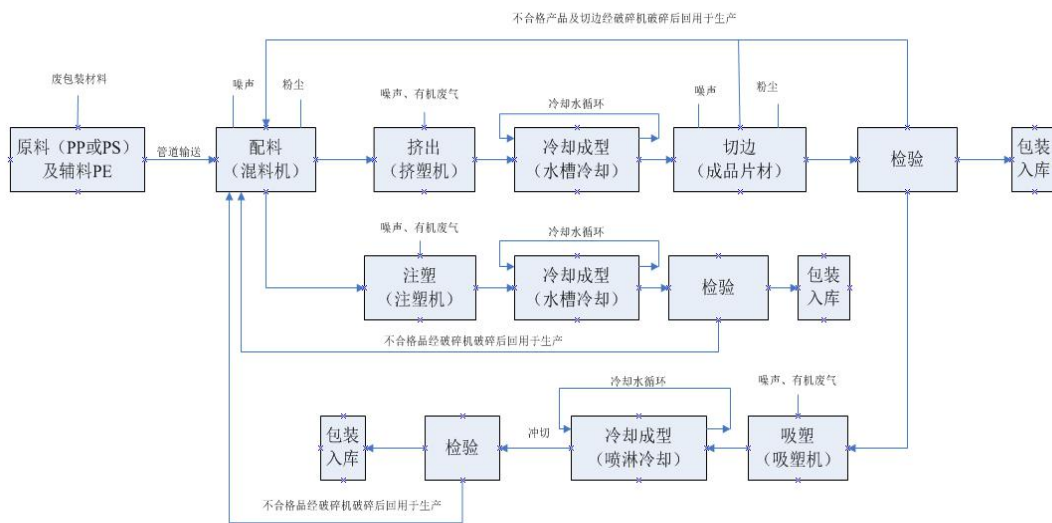 不合格产品及切边经破碎机破碎后回用于生产
废包装材料
噪声
粉尘
噪声、有机废气
冷却水循环
噪声
粉尘
原料（PP或PS）
及辅料PE
管道输送
配料
（混料机）
挤出
（挤塑机）
冷却成型
（水槽冷却）
切边
（成品片材）
检验
包装
入库
噪声、有机废气
冷却水循环
注塑
（注塑机）
冷却成型
（水槽冷却）
检验
包装
入库
不合格品经破碎机破碎后回用于生产
冷却水循环
噪声、有机废气
包装
入库
检验
冲切
冷却成型
（喷淋冷却）
吸塑
（吸塑机）
不合格品经破碎机破碎后回用于生产